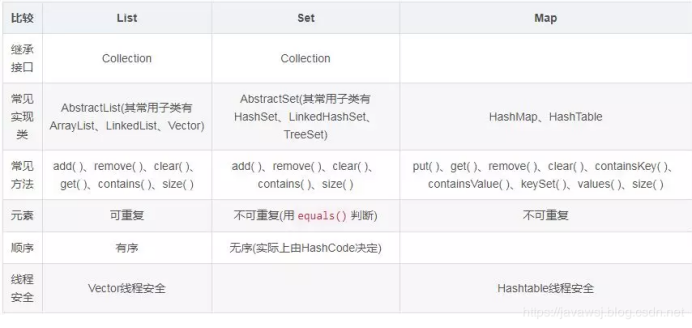 比较 List Set Map
继承接口 Collection Collection
常见实现类 AbstractList(其常用子类有ArrayList、LinkedList、Vector) AbstractSet(其常用子类有HashSet、LinkedHashSet、TreeSet) HashMap、HashTable
常见方法 add( )、remove( )、clear( )、get( )、contains( )、size( ) add( )、remove( )、clear( )、contains( )、size( ) put( )、get( )、remove( )、clear( )、containsKey( )、containsValue( )、keySet( )、values( )、size( )
元素 可重复 不可重复(用 equals() 判断) 不可重复
顺序 有序 无序(实际上由HashCode决定)
线程安全 Vector线程安全 Hashtable线程安全
https://javawsj.blog.csdn.net